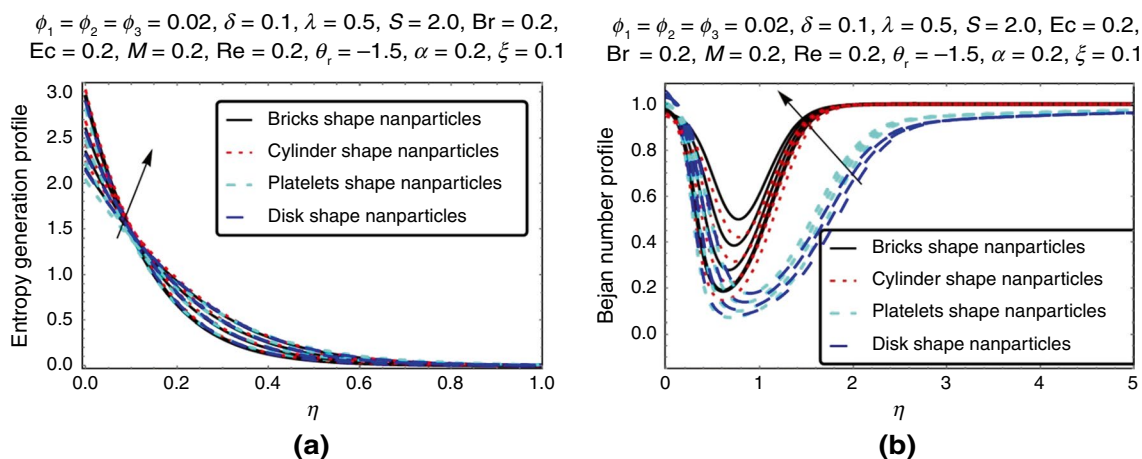 ϕ₁ = ϕ₂ = ϕ₃ = 0.02, δ = 0.1, λ = 0.5, S = 2.0, Br = 0.2,
Ec = 0.2, M = 0.2, Re = 0.2, θᵣ = −1.5, α = 0.2, ξ = 0.1
Entropy generation profile
3.0
2.5
2.0
1.5
1.0
0.5
0.0
Bricks shape nanparticles
Cylinder shape nanparticles
Platelets shape nanparticles
Disk shape nanparticles
0.0 0.2 0.4 0.6 0.8 1.0
η
(a)
ϕ₁ = ϕ₂ = ϕ₃ = 0.02, δ = 0.1, λ = 0.5, S = 2.0, Ec = 0.2,
Br = 0.2, M = 0.2, Re = 0.2, θᵣ = −1.5, α = 0.2, ξ = 0.1
Bejan number profile
1.0
0.8
0.6
0.4
0.2
0.0
Bricks shape nanparticles
Cylinder shape nanparticles
Platelets shape nanparticles
Disk shape nanparticles
0 1 2 3 4 5
η
(b)